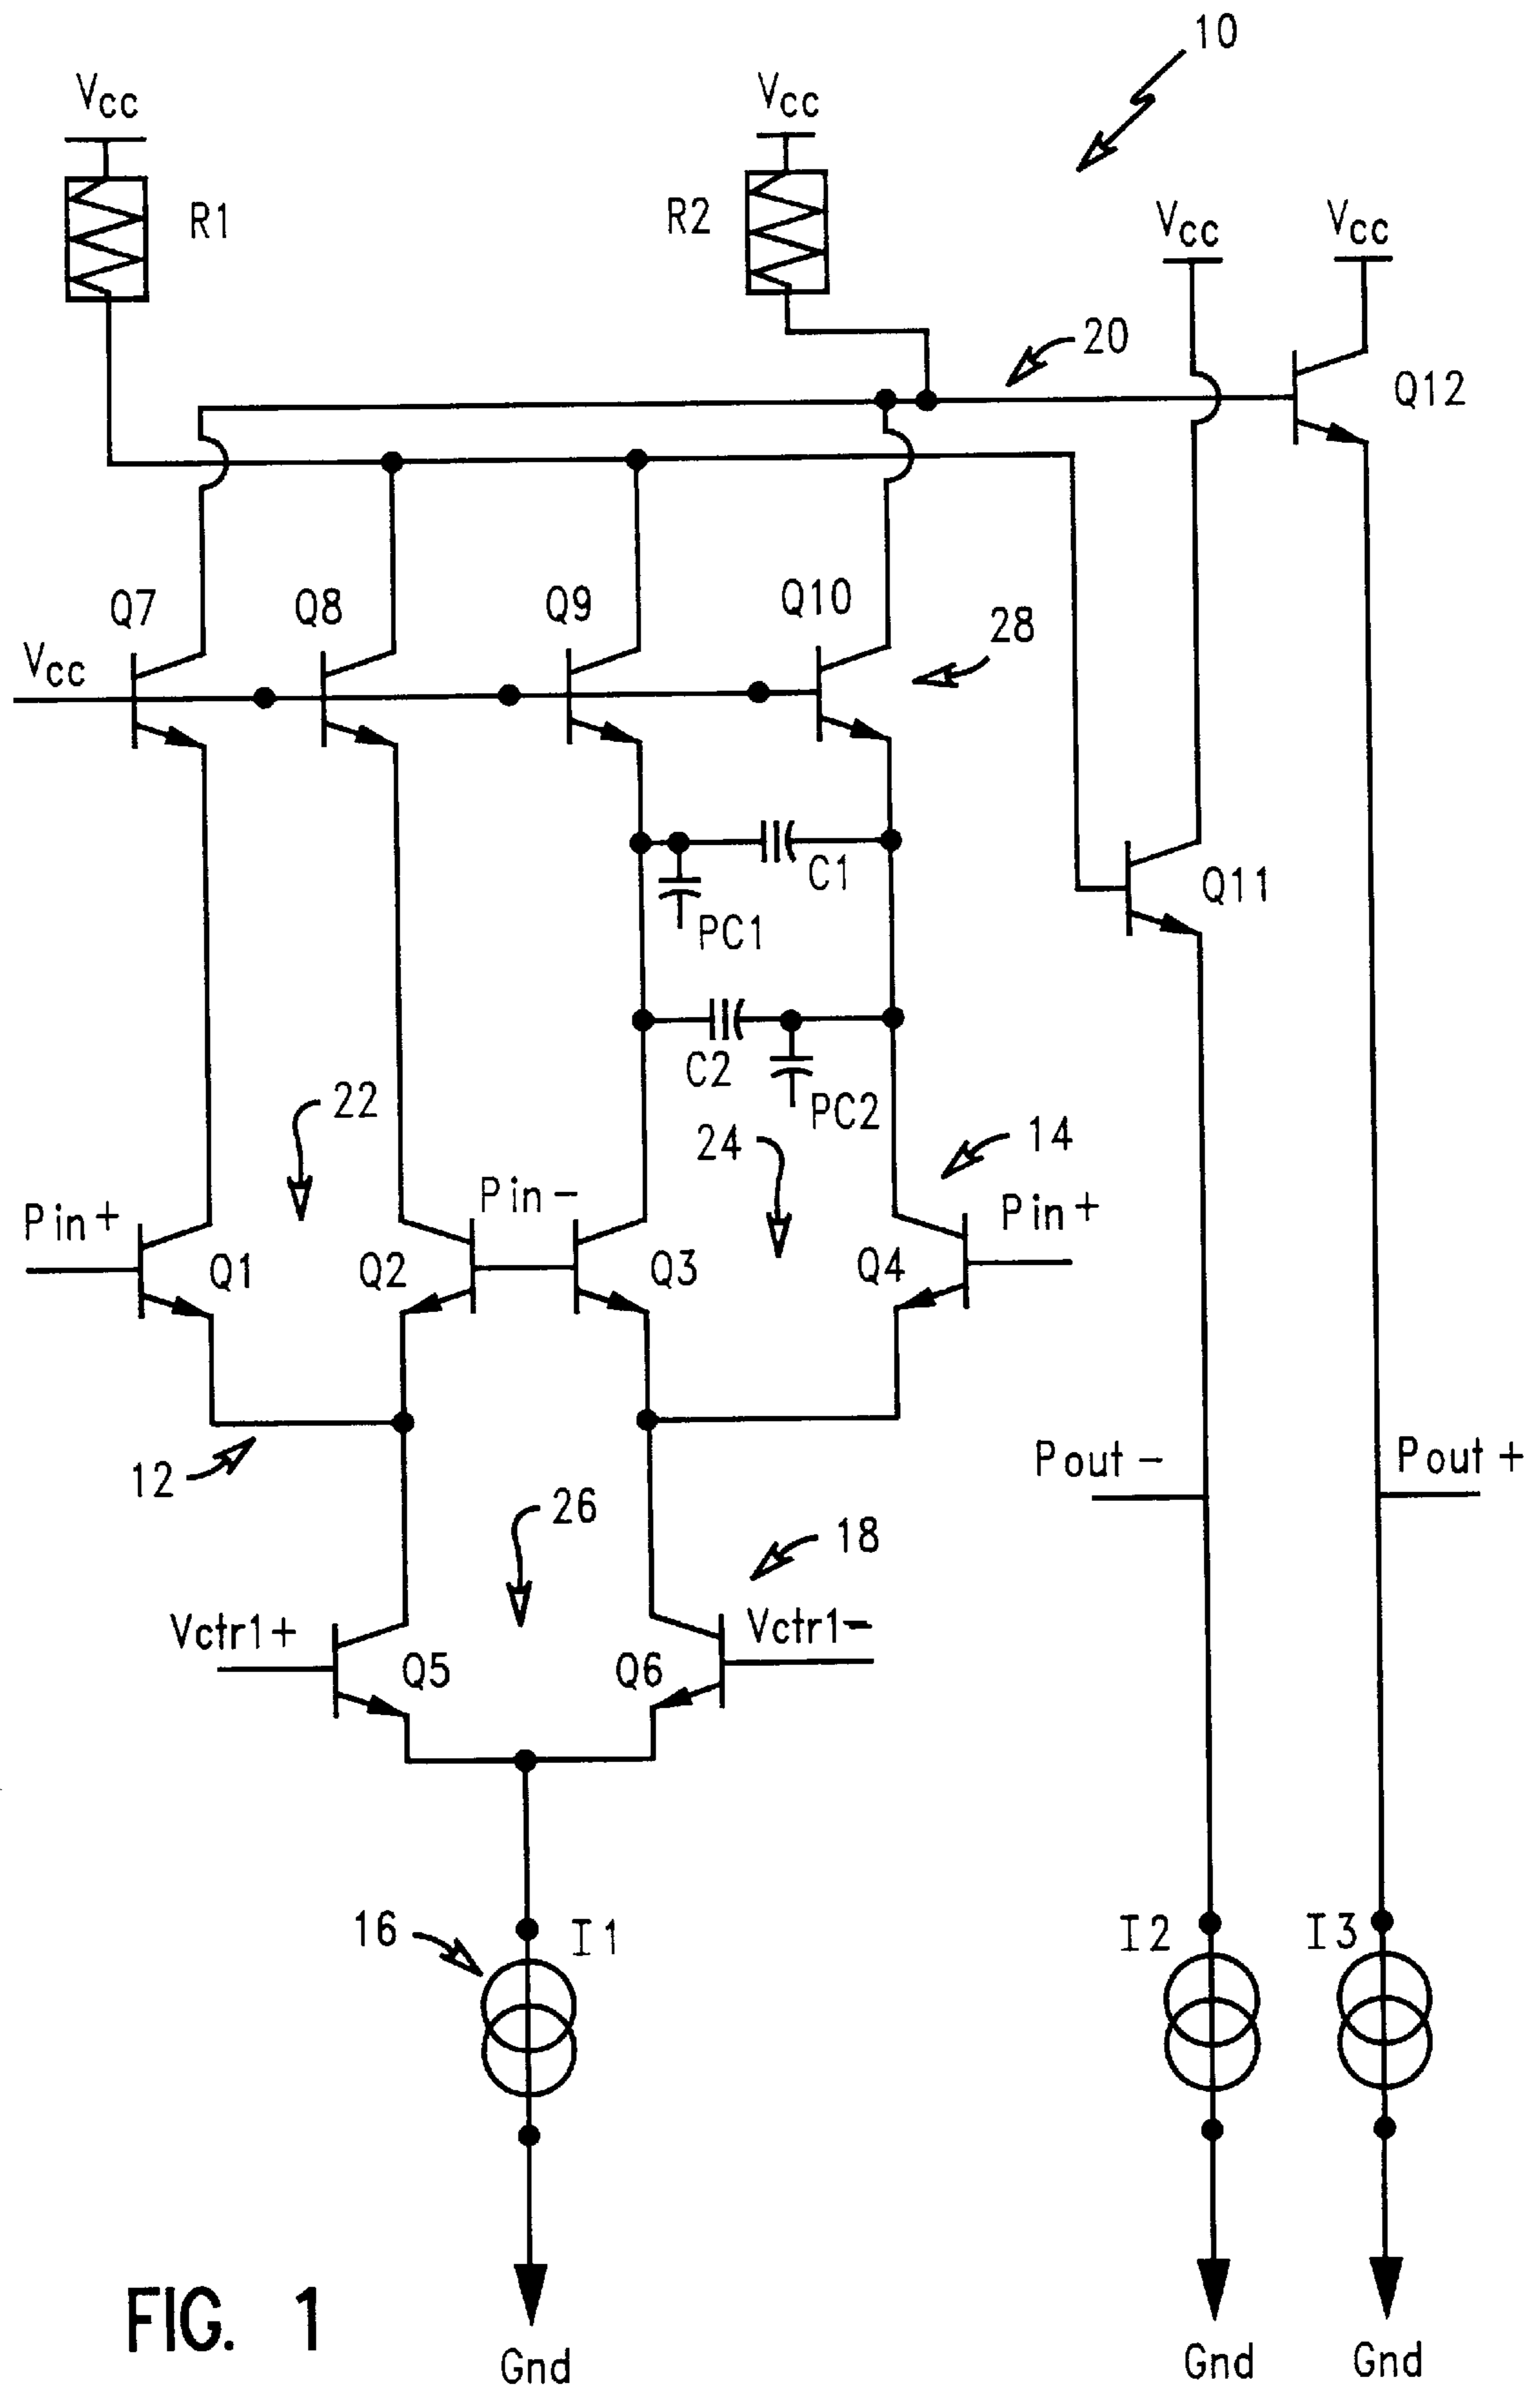 10
Vcc
Vcc
R1
R2
Vcc
Vcc
20
Q12
Q7
Q8
Q9
Q10
28
Vcc
C1
Q11
PC1
C2
22
PC2
24
14
Pin+
Pin-
Pin+
Q1
Q2
Q3
Q4
12
Pout-
Pout+
26
18
Vctr1+
Vctr1-
Q5
Q6
16
I1
I2
I3
FIG. 1
Gnd
Gnd
Gnd